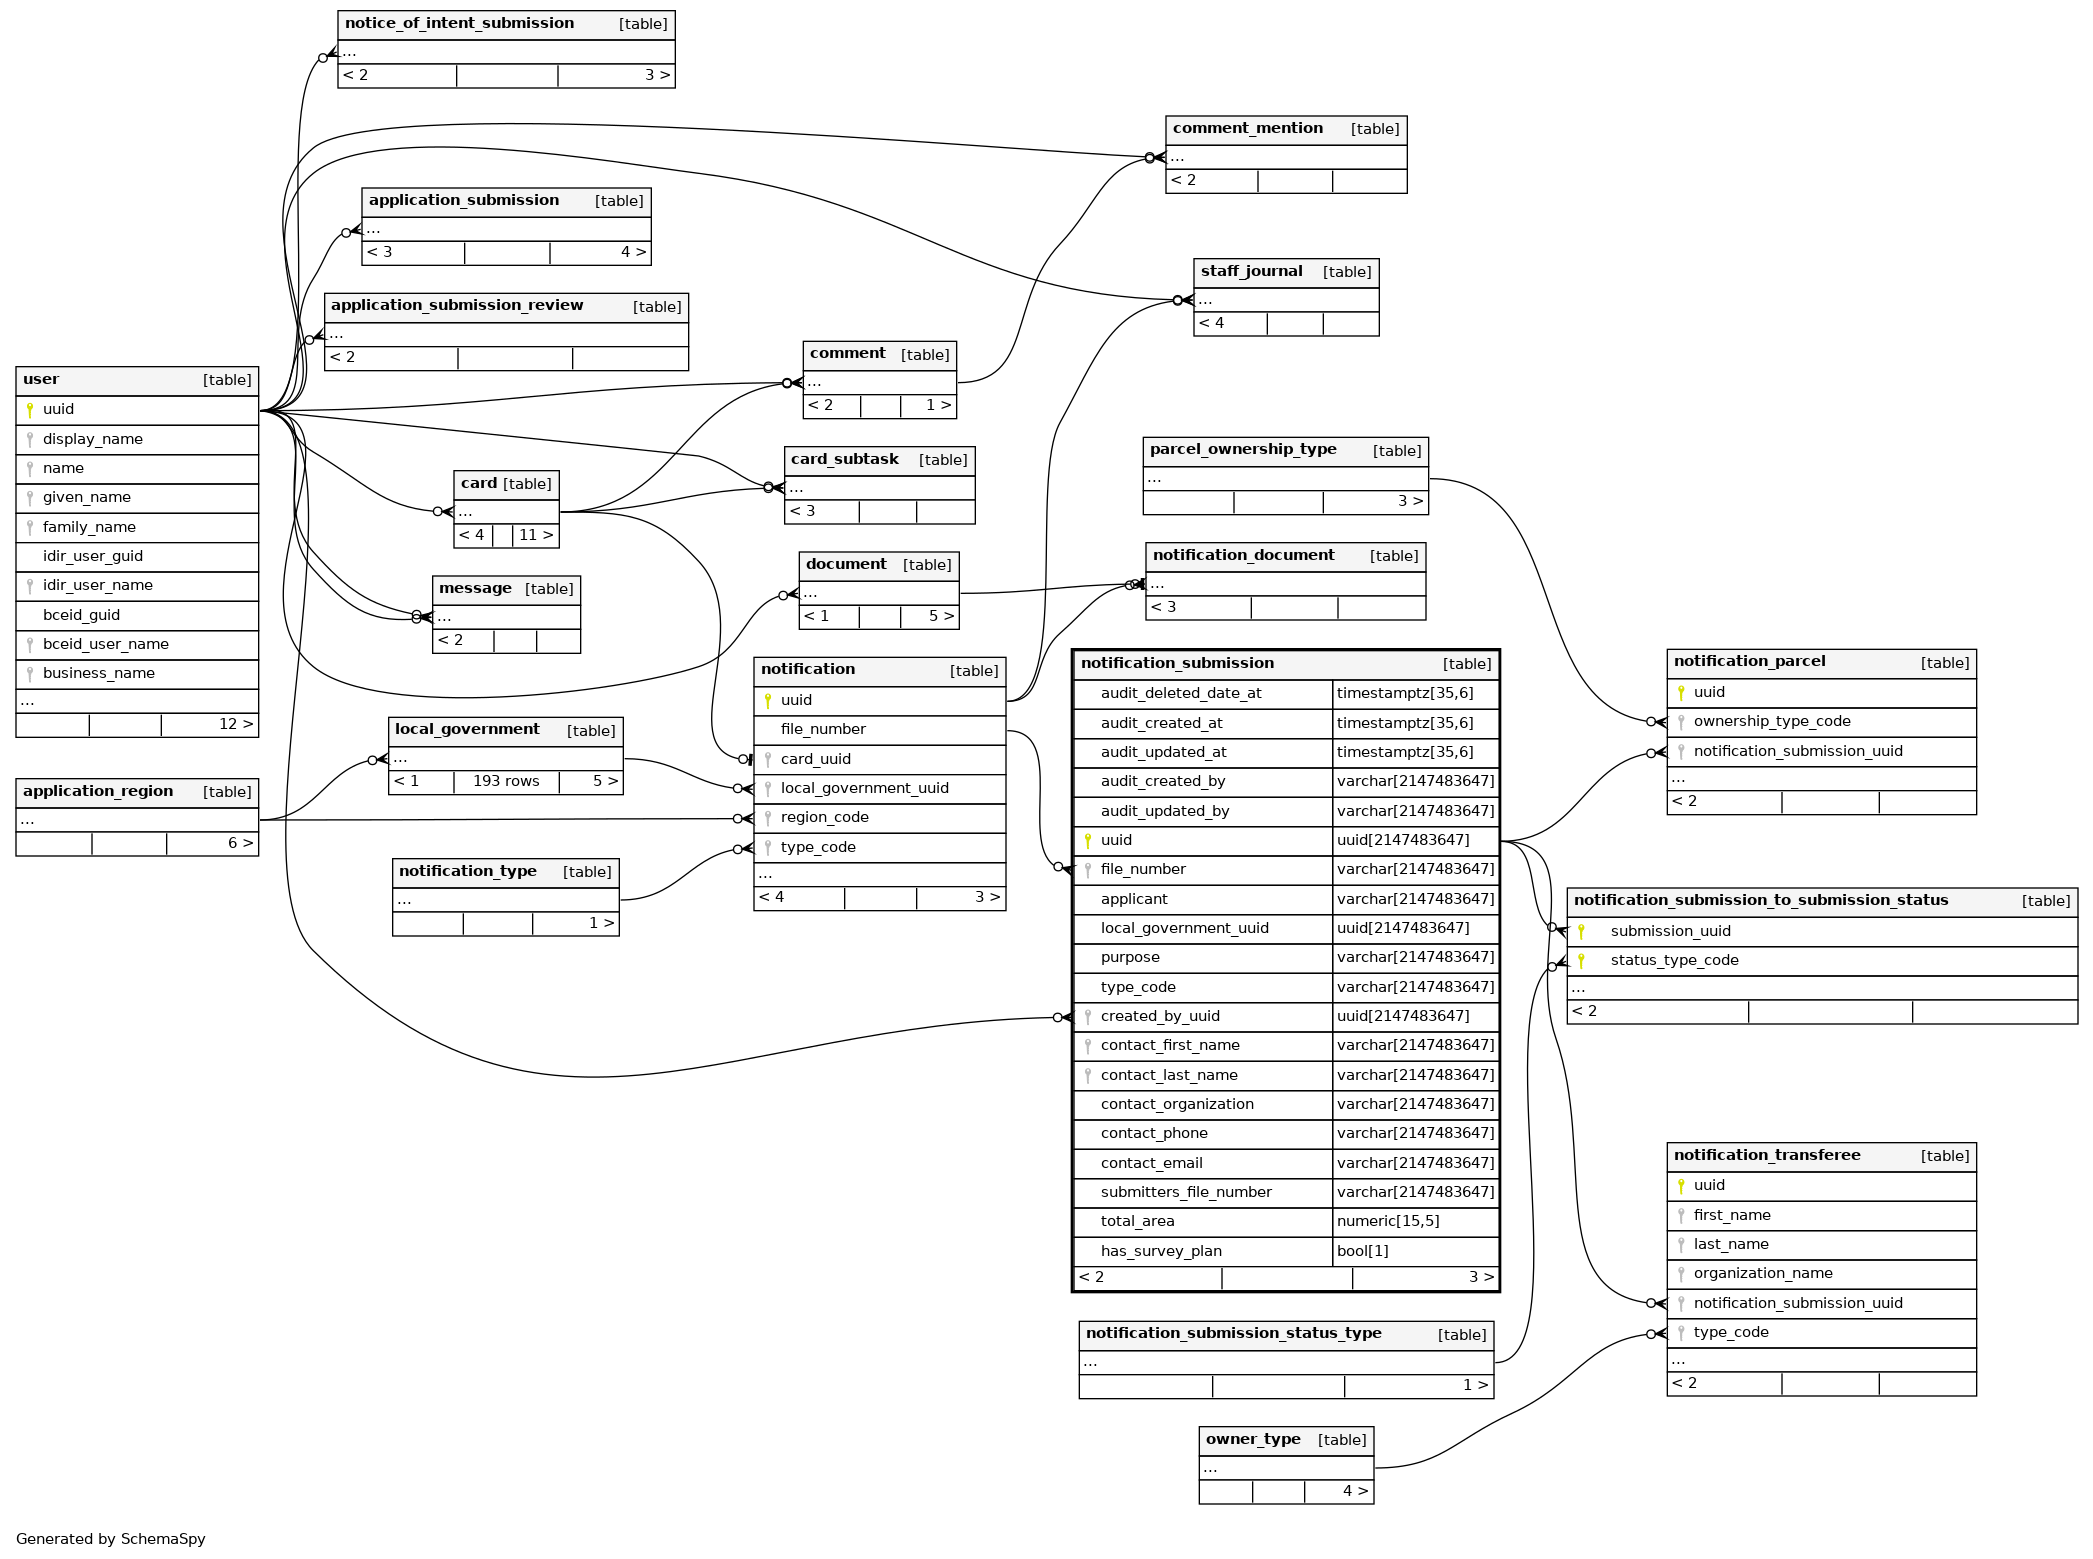 notice_of_intent_submission [table]
...
< 2 3 >
comment_mention [table]
...
< 2
application_submission [table]
...
< 3 4 >
staff_journal [table]
...
< 4
application_submission_review [table]
...
< 2
comment [table]
...
< 2 1 >
user [table]
uuid
display_name
name
given_name
family_name
idir_user_guid
idir_user_name
bceid_guid
bceid_user_name
business_name
...
12 >
card [table]
...
< 4 11 >
card_subtask [table]
...
< 3
parcel_ownership_type [table]
...
3 >
message [table]
...
< 2
document [table]
...
< 1 5 >
notification_document [table]
...
< 3
notification [table]
uuid
file_number
card_uuid
local_government_uuid
region_code
type_code
...
< 4 3 >
local_government [table]
...
< 1 193 rows 5 >
application_region [table]
...
6 >
notification_type [table]
...
1 >
notification_submission [table]
audit_deleted_date_at timestamptz[35,6]
audit_created_at timestamptz[35,6]
audit_updated_at timestamptz[35,6]
audit_created_by varchar[2147483647]
audit_updated_by varchar[2147483647]
uuid uuid[2147483647]
file_number varchar[2147483647]
applicant varchar[2147483647]
local_government_uuid uuid[2147483647]
purpose varchar[2147483647]
type_code varchar[2147483647]
created_by_uuid uuid[2147483647]
contact_first_name varchar[2147483647]
contact_last_name varchar[2147483647]
contact_organization varchar[2147483647]
contact_phone varchar[2147483647]
contact_email varchar[2147483647]
submitters_file_number varchar[2147483647]
total_area numeric[15,5]
has_survey_plan bool[1]
< 2 3 >
notification_parcel [table]
uuid
ownership_type_code
notification_submission_uuid
...
< 2
notification_submission_to_submission_status [table]
submission_uuid
status_type_code
...
< 2
notification_transferee [table]
uuid
first_name
last_name
organization_name
notification_submission_uuid
type_code
...
< 2
notification_submission_status_type [table]
...
1 >
owner_type [table]
...
4 >
Generated by SchemaSpy